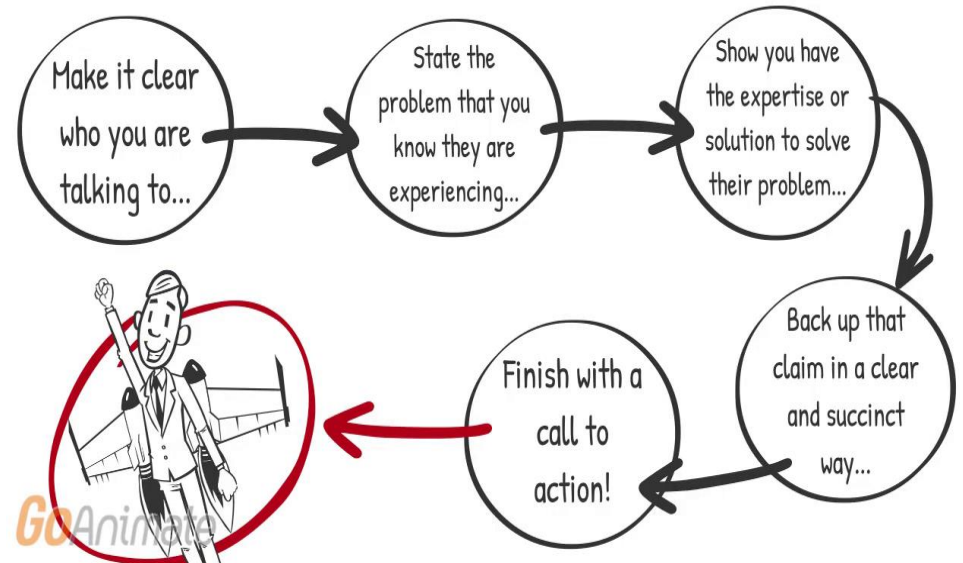 Make it clear
who you are
talking to...
State the
problem that you
know they are
experiencing...
Show you have
the expertise or
solution to solve
their problem...
Back up that
claim in a clear
and succinct
way...
Finish with a
call to
action!
GoAnimate